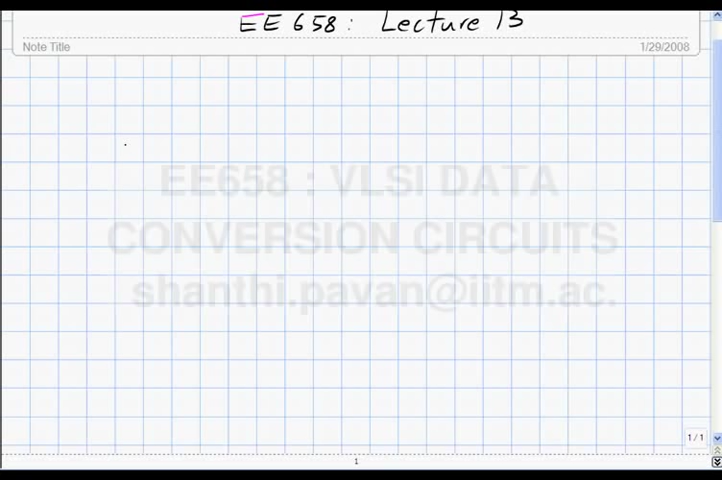 EE 658: Lecture 13
Note Title
1/29/2008
EE658 : VLSI DATA
CONVERSION CIRCUITS
shanthi.pavan@iitm.ac.
1/1
1